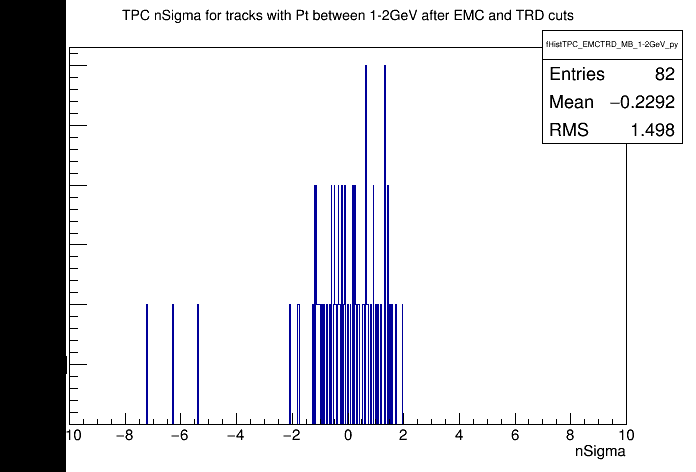 TPC nSigma for tracks with Pt between 1-2GeV after EMC and TRD cuts
fHistTPC_EMCTRD_MB_1-2GeV_py
Entries 82
Mean −0.2292
RMS 1.498
10 −8 −6 −4 −2 0 2 4 6 8 10
nSigma